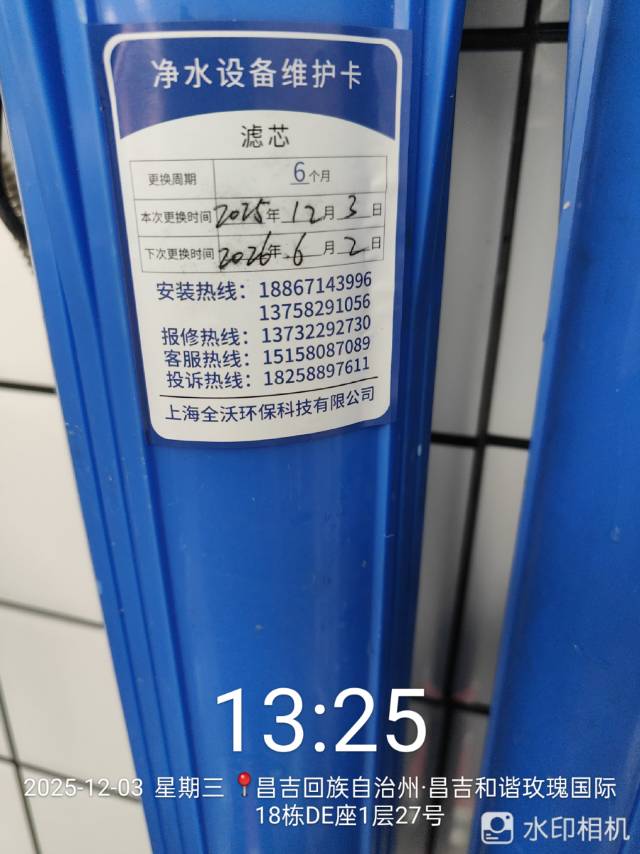 净水设备维护卡
滤芯
更换周期 6个月
本次更换时间 2025年 12月 3日
下次更换时间 2026年 6月 2日
安装热线：18867143996
13758291056
报修热线：13732292730
客服热线：15158087089
投诉热线：18258897611
上海全沃环保科技有限公司
13:25
2025-12-03 星期三 昌吉回族自治州·昌吉和谐玫瑰国际
18栋DE座1层27号
水印相机